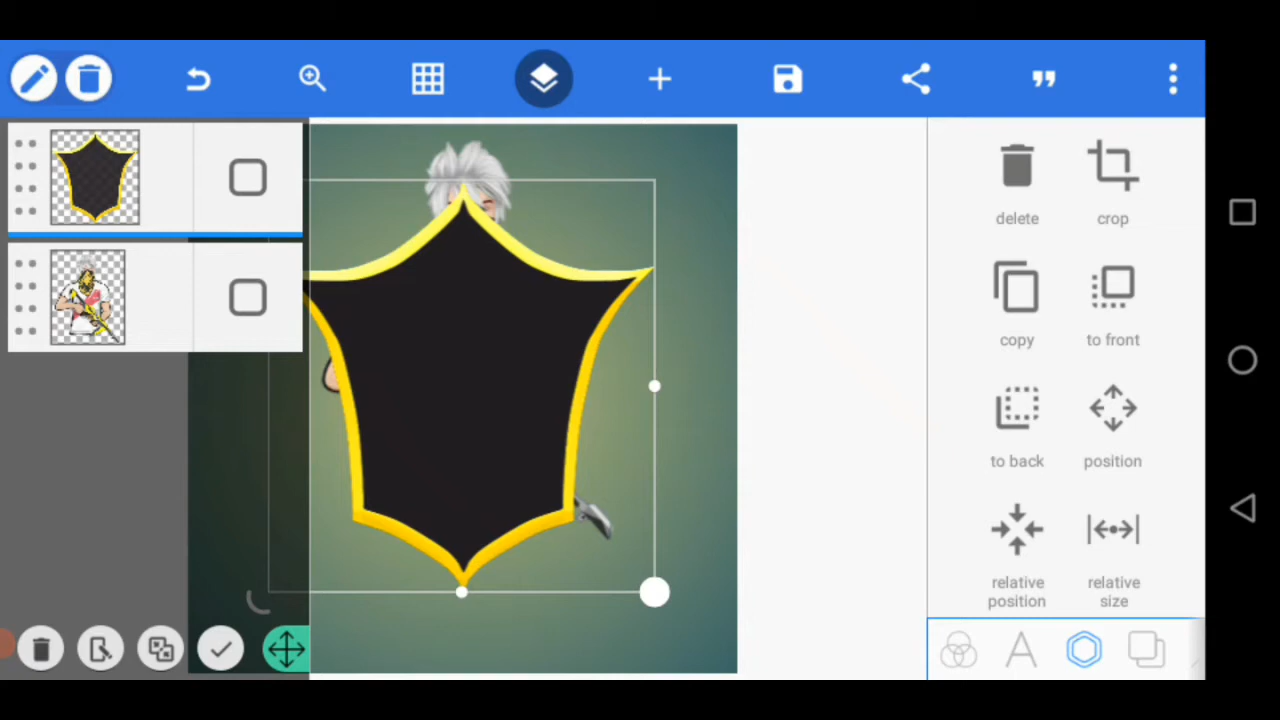 delete
crop
copy
to front
to back
position
relative
position
relative
size